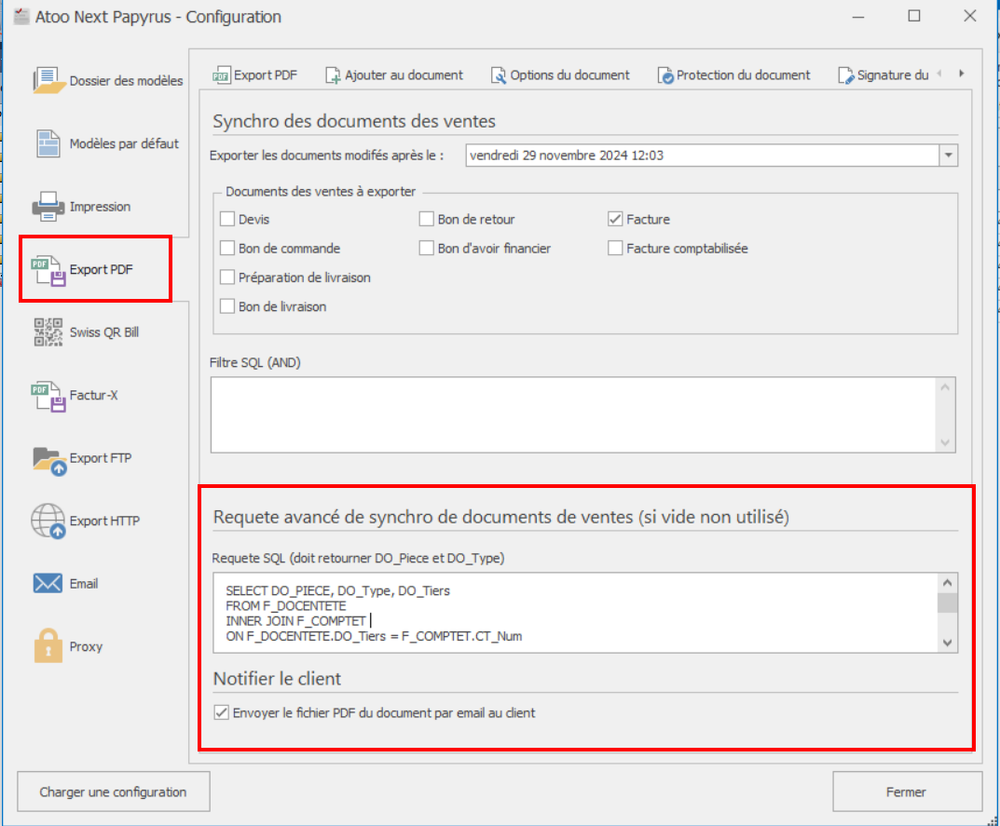 Atoo Next Papyrus - Configuration
Dossier des modèles
Modèles par défaut
Impression
Export PDF
Swiss QR Bill
Factur-X
Export FTP
Export HTTP
Email
Proxy
Export PDF
Ajouter au document
Options du document
Protection du document
Signature du
Synchro des documents des ventes
Exporter les documents modifiés après le :
vendredi 29 novembre 2024 12:03
Documents des ventes à exporter
Devis
Bon de retour
Facture
Bon de commande
Bon d'avoir financier
Facture comptabilisée
Préparation de livraison
Bon de livraison
Filtre SQL (AND)
Requete avancé de synchro de documents de ventes (si vide non utilisé)
Requete SQL (doit retourner DO_Piece et DO_Type)
SELECT DO_PIECE, DO_Type, DO_Tiers
FROM F_DOCENTETE
INNER JOIN F_COMPTET
ON F_DOCENTETE.DO_Tiers = F_COMPTET.CT_Num
Notifier le client
Envoyer le fichier PDF du document par email au client
Charger une configuration
Fermer